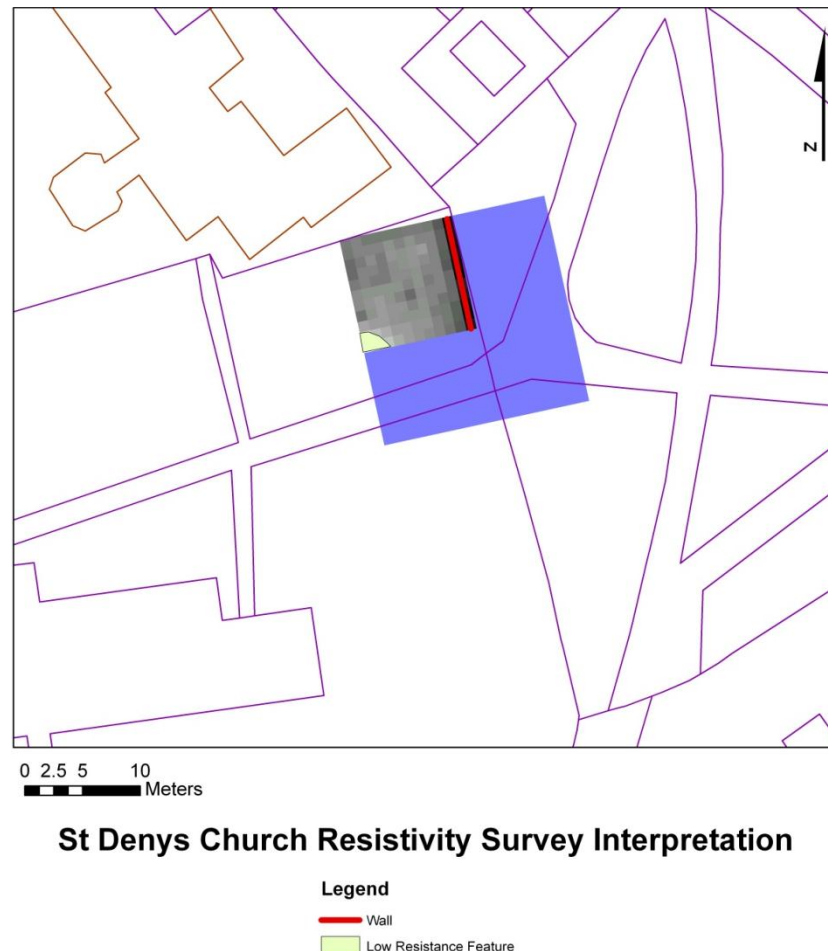 N
0 2.5 5 10
Meters
St Denys Church Resistivity Survey Interpretation
Legend
Wall
Low Resistance Feature